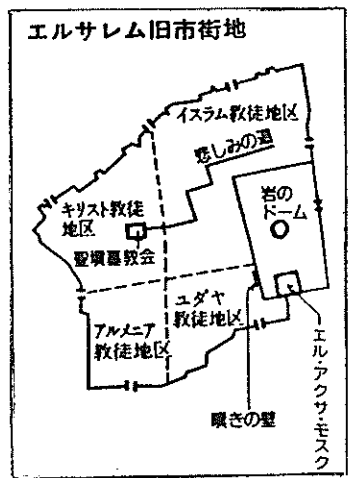 エルサレム旧市街地
イスラム教徒地区
悲しみの道
キリスト教徒
地区
聖墳墓教会
岩の
ドーム
ユダヤ
教徒地区
アルメニア
教徒地区
嘆きの壁
エル・アクサ・モスク